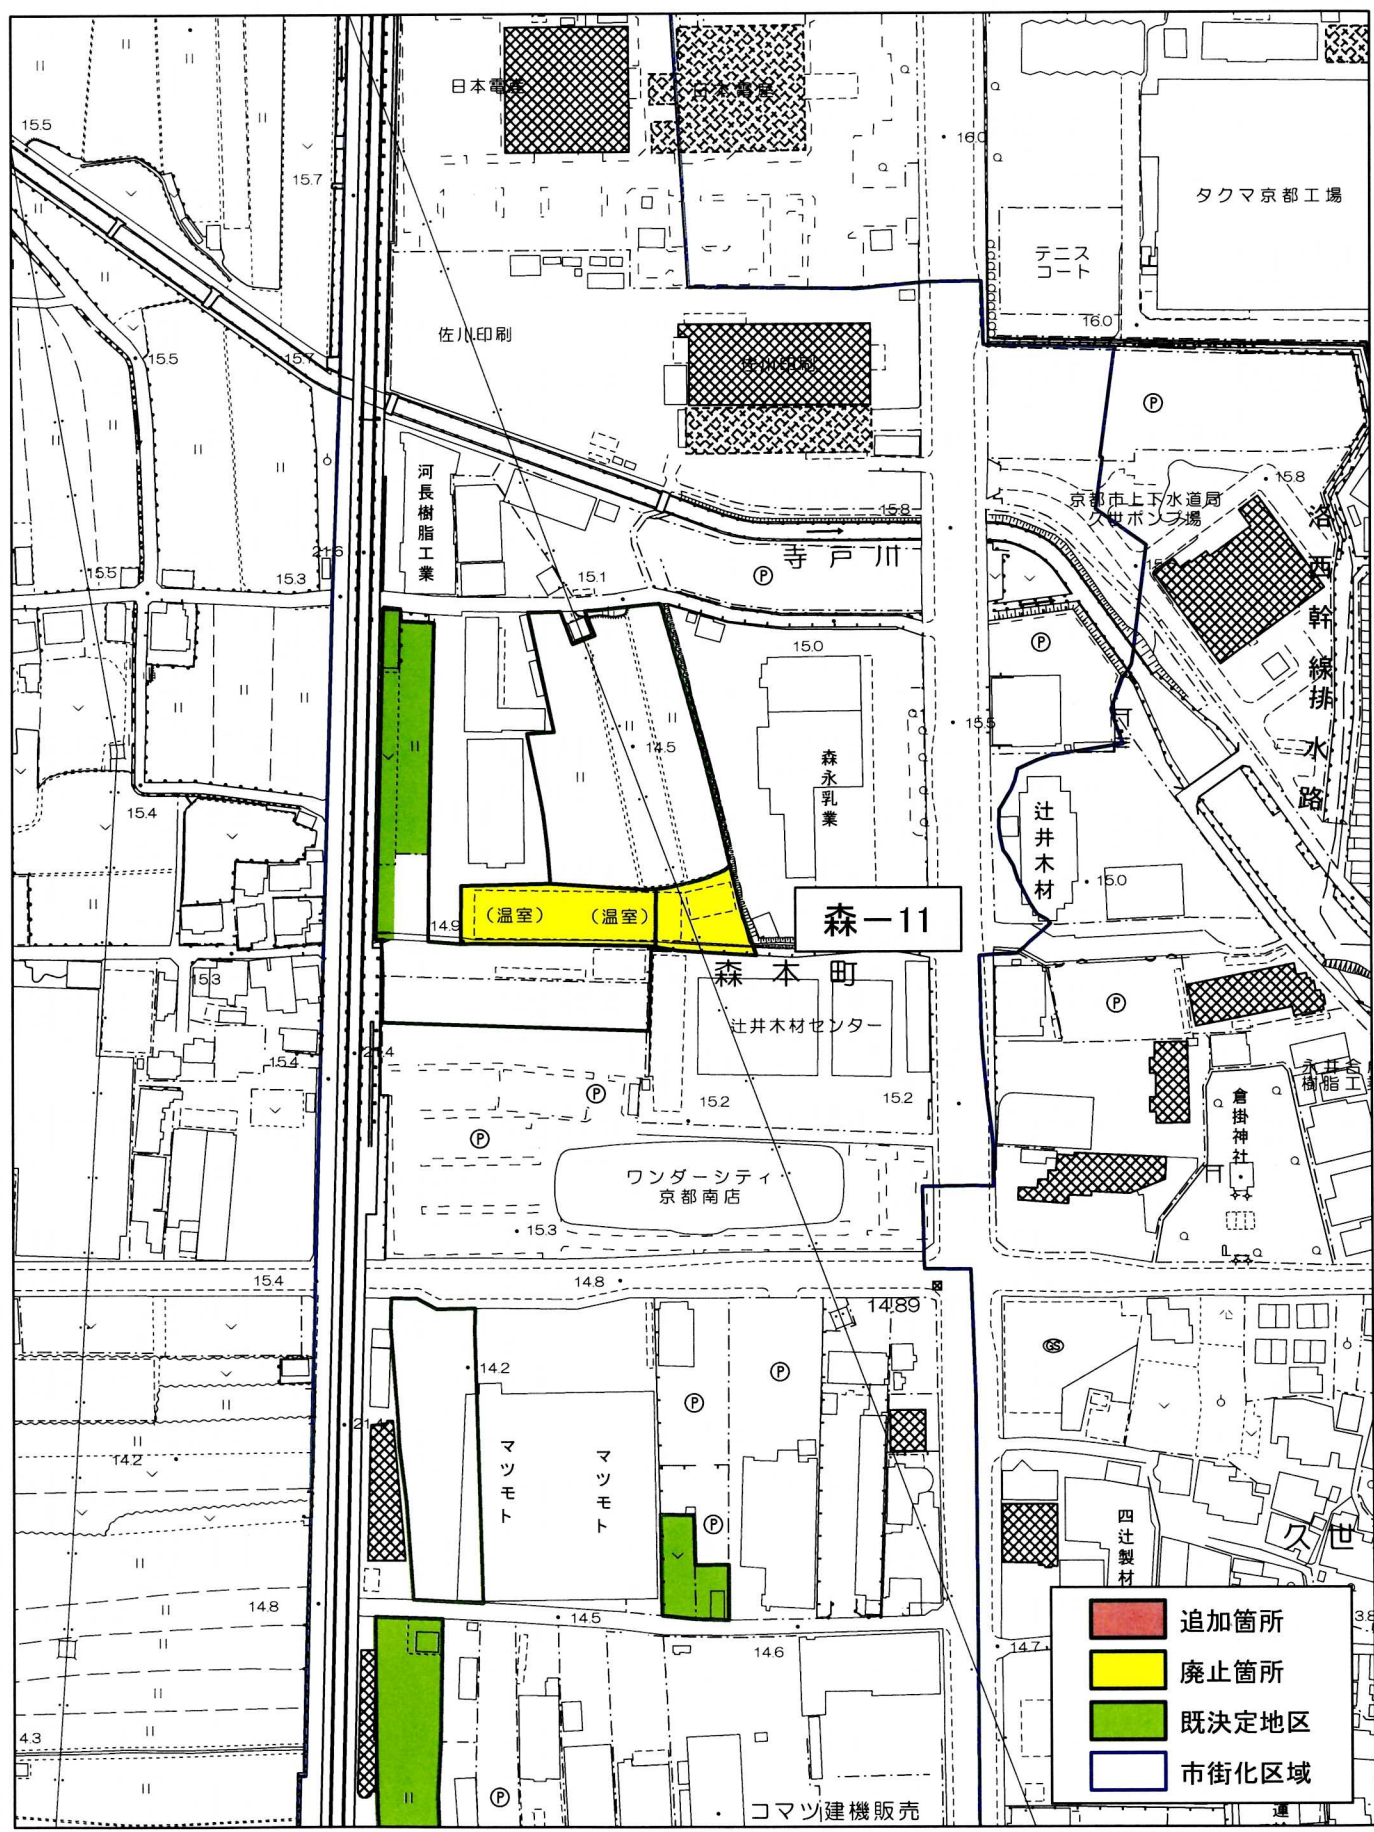 日本電産
日本電産
15.5
15.7
16.0
タクマ京都工場
テニス
コート
16.0
佐川印刷
佐川印刷
15.5
15.7
Ⓟ
河長樹脂工業
京都市上下水道局
久世ポンプ場
15.8
15.8
洛西幹線排水路
寺戸川
21.6
15.5
15.3
15.1
Ⓟ
Ⓟ
15.0
15.5
14.5
森永乳業
15.4
辻井木材
15.0
(温室)
(温室)
14.9
森-11
森本町
15.3
辻井木材センター
Ⓟ
21.4
15.4
15.2
15.2
倉掛神社
Ⓟ
Ⓟ
ワンダーシティ
京都南店
15.3
15.4
14.8
14.89
14.2
GS
Ⓟ
Ⓟ
21.4
マツモト
マツモト
14.2
Ⓟ
四辻製材
久世
14.8
14.5
14.6
14.7
3.8
追加箇所
廃止箇所
既決定地区
市街化区域
4.3
Ⓟ
コマツ建機販売